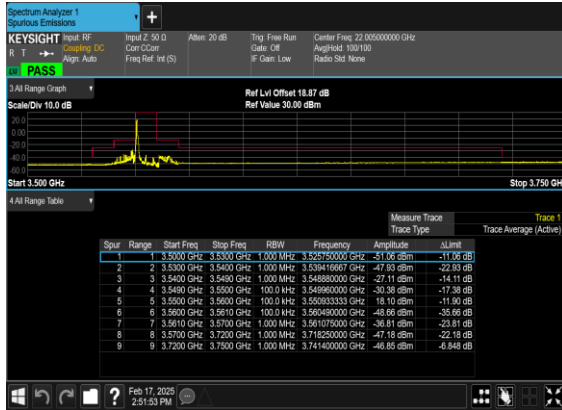 Spectrum Analyzer 1
Spurious Emissions
+
KEYSIGHT Input: RF Input Z: 50 Ω Atten: 20 dB Trig: Free Run Center Freq: 22.005000000 GHz
R T Coupling: DC Corr CCorr Gate: Off Avg|Hold: 100/100
Align: Auto Freq Ref: Int (S) IF Gain: Low Radio Std: None
PASS
3 All Range Graph
Ref Lvl Offset 18.87 dB
Scale/Div 10.0 dB Ref Value 30.00 dBm
20.0
0.00
-20.0
-40.0
-60.0
Start 3.500 GHz Stop 3.750 GH
4 All Range Table
Measure Trace Trace 1
Trace Type Trace Average (Active)
Spur Range Start Freq Stop Freq RBW Frequency Amplitude ΔLimit
1 1 3.5000 GHz 3.5300 GHz 1.000 MHz 3.525750000 GHz -51.06 dBm -11.06 dB
2 2 3.5300 GHz 3.5400 GHz 1.000 MHz 3.539416667 GHz -47.93 dBm -22.93 dB
3 3 3.5400 GHz 3.5490 GHz 1.000 MHz 3.548880000 GHz -27.11 dBm -14.11 dB
4 4 3.5490 GHz 3.5500 GHz 100.0 kHz 3.549960000 GHz -30.38 dBm -17.38 dB
5 5 3.5500 GHz 3.5600 GHz 100.0 kHz 3.550933333 GHz 18.10 dBm -11.90 dB
6 6 3.5600 GHz 3.5610 GHz 100.0 kHz 3.560490000 GHz -48.66 dBm -35.66 dB
7 7 3.5610 GHz 3.5700 GHz 1.000 MHz 3.561075000 GHz -36.81 dBm -23.81 dB
8 8 3.5700 GHz 3.7200 GHz 1.000 MHz 3.718250000 GHz -47.18 dBm -22.18 dB
9 9 3.7200 GHz 3.7500 GHz 1.000 MHz 3.741400000 GHz -46.85 dBm -6.848 dB
? Feb 17, 2025
2:51:53 PM